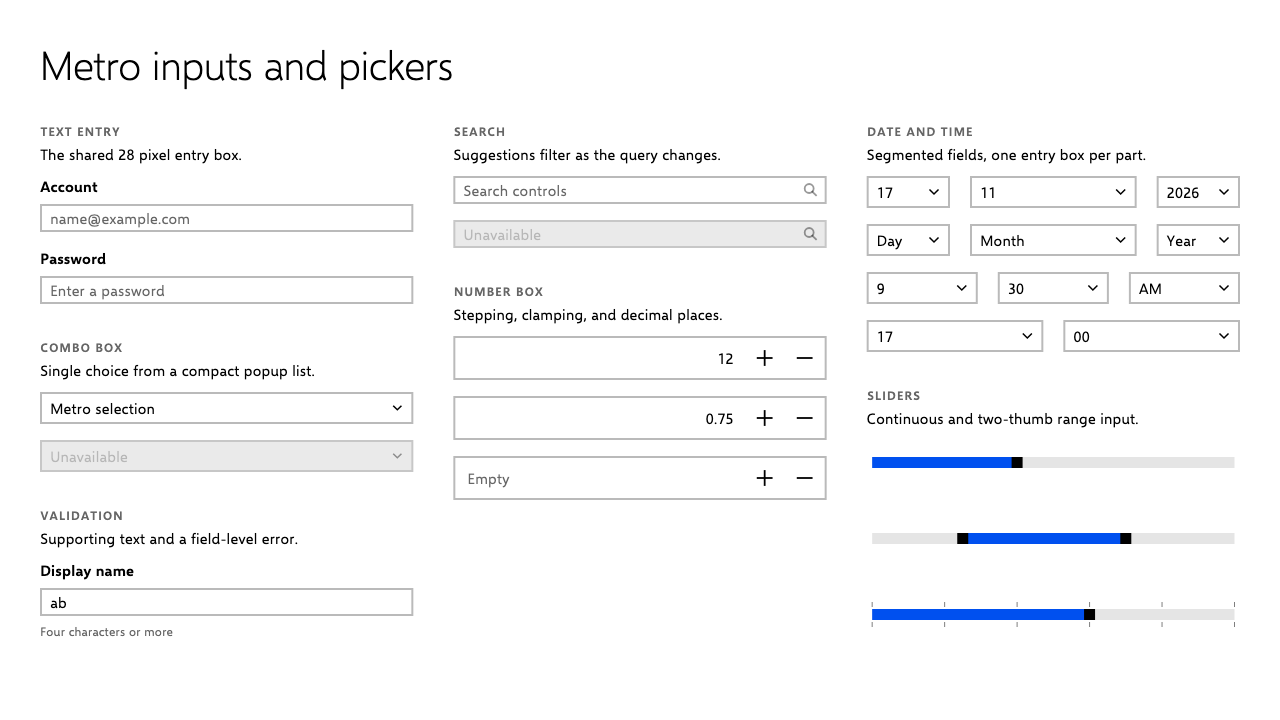 Metro inputs and pickers
TEXT ENTRY
The shared 28 pixel entry box.
Account
name@example.com
Password
Enter a password
COMBO BOX
Single choice from a compact popup list.
Metro selection
Unavailable
VALIDATION
Supporting text and a field-level error.
Display name
ab
Four characters or more
SEARCH
Suggestions filter as the query changes.
Search controls
Unavailable
NUMBER BOX
Stepping, clamping, and decimal places.
12
0.75
Empty
DATE AND TIME
Segmented fields, one entry box per part.
17 11 2026
Day Month Year
9 30 AM
17 00
SLIDERS
Continuous and two-thumb range input.